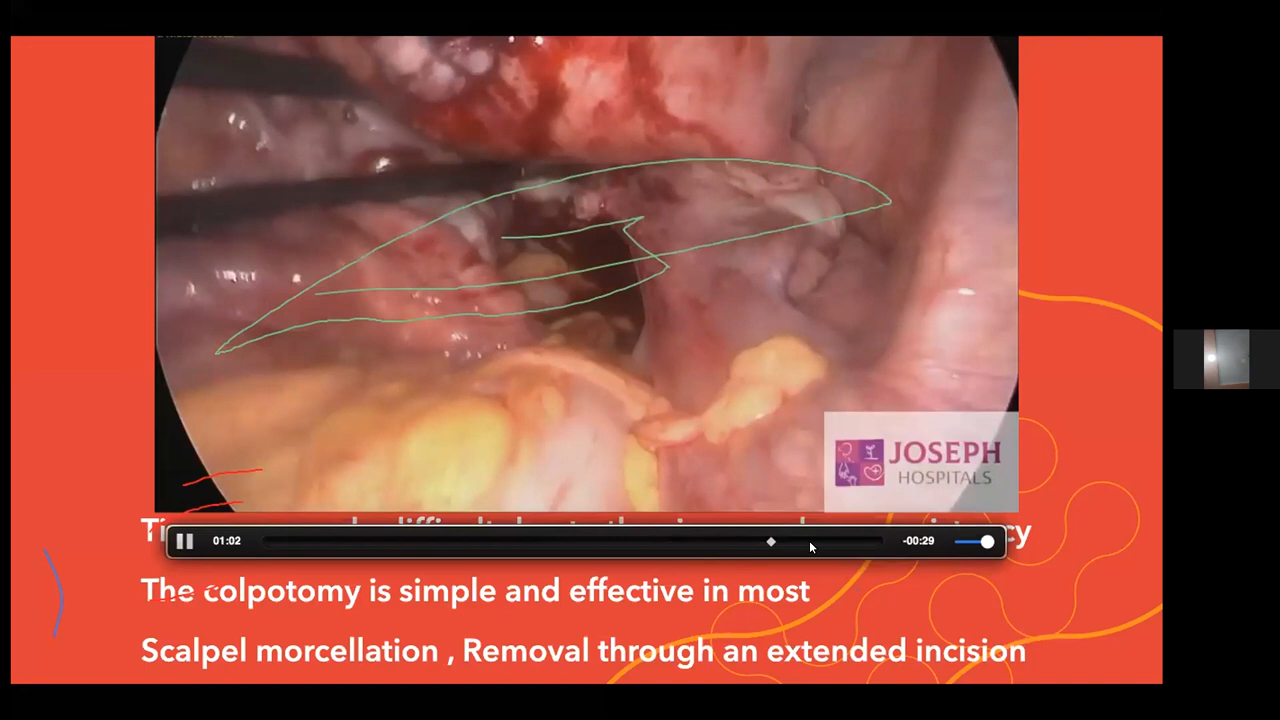 JOSEPH
HOSPITALS
01:02
-00:29
The colpotomy is simple and effective in most
Scalpel morcellation , Removal through an extended incision